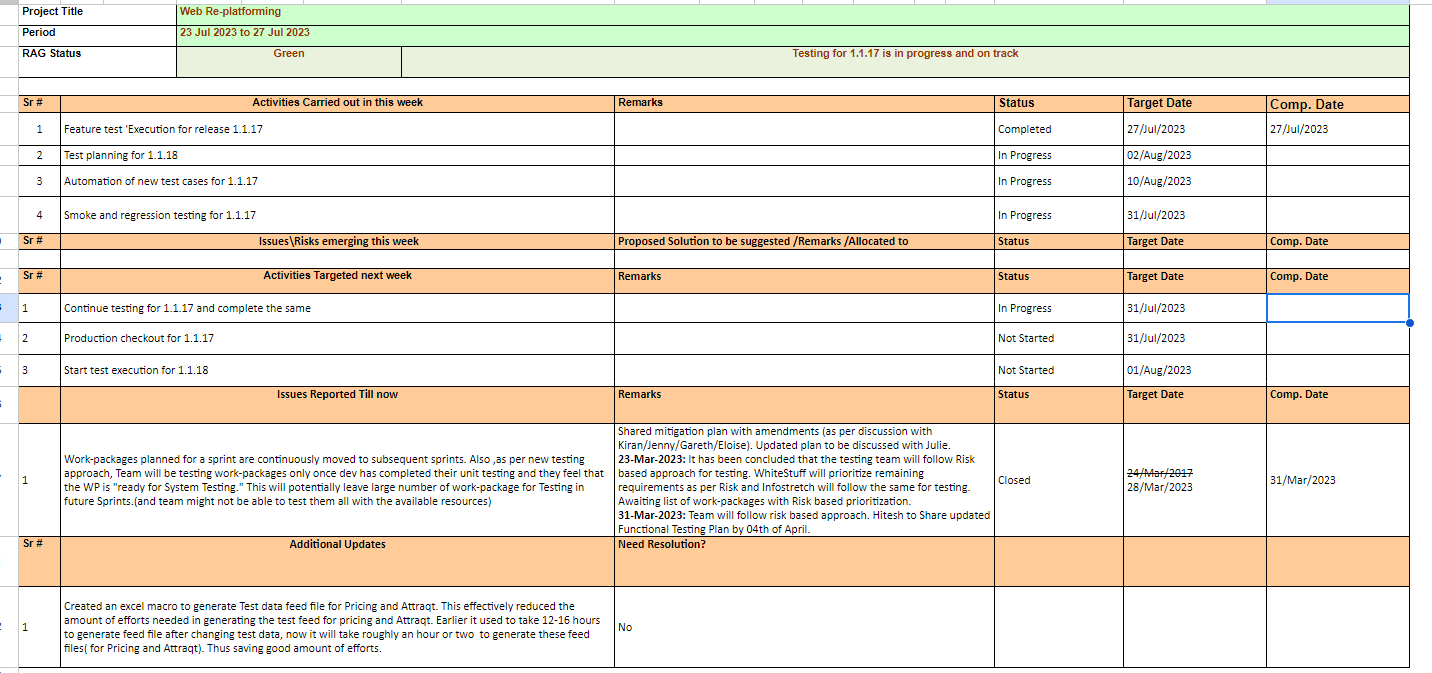 Project Title Web Re-platforming
Period 23 Jul 2023 to 27 Jul 2023
RAG Status Green Testing for 1.1.17 is in progress and on track
Sr # Activities Carried out in this week Remarks Status Target Date Comp. Date
1 Feature test 'Execution for release 1.1.17 Completed 27/Jul/2023 27/Jul/2023
2 Test planning for 1.1.18 In Progress 02/Aug/2023
3 Automation of new test cases for 1.1.17 In Progress 10/Aug/2023
4 Smoke and regression testing for 1.1.17 In Progress 31/Jul/2023
Sr # Issues\Risks emerging this week Proposed Solution to be suggested /Remarks /Allocated to Status Target Date Comp. Date
Sr # Activities Targeted next week Remarks Status Target Date Comp. Date
1 Continue testing for 1.1.17 and complete the same In Progress 31/Jul/2023
2 Production checkout for 1.1.17 Not Started 31/Jul/2023
3 Start test execution for 1.1.18 Not Started 01/Aug/2023
Issues Reported Till now Remarks Status Target Date Comp. Date
1
Work-packages planned for a sprint are continuously moved to subsequent sprints. Also ,as per new testing
approach, Team will be testing work-packages only once dev has completed their unit testing and they feel that
the WP is "ready for System Testing." This will potentially leave large number of work-package for Testing in
future Sprints.(and team might not be able to test them all with the available resources)
Shared mitigation plan with amendments (as per discussion with
Kiran/Jenny/Gareth/Eloise). Updated plan to be discussed with Julie.
23-Mar-2023: It has been concluded that the testing team will follow Risk
based approach for testing. WhiteStuff will prioritize remaining
requirements as per Risk and Infostretch will follow the same for testing.
Awaiting list of work-packages with Risk based prioritization.
31-Mar-2023: Team will follow risk based approach. Hitesh to Share updated
Functional Testing Plan by 04th of April.
Closed
24/Mar/2017
28/Mar/2023
31/Mar/2023
Sr # Additional Updates Need Resolution?
1
Created an excel macro to generate Test data feed file for Pricing and Attraqt. This effectively reduced the
amount of efforts needed in generating the test feed for pricing and Attraqt. Earlier it used to take 12-16 hours
to generate feed file after changing test data, now it will take roughly an hour or two to generate these feed
files( for Pricing and Attraqt). Thus saving good amount of efforts.
No